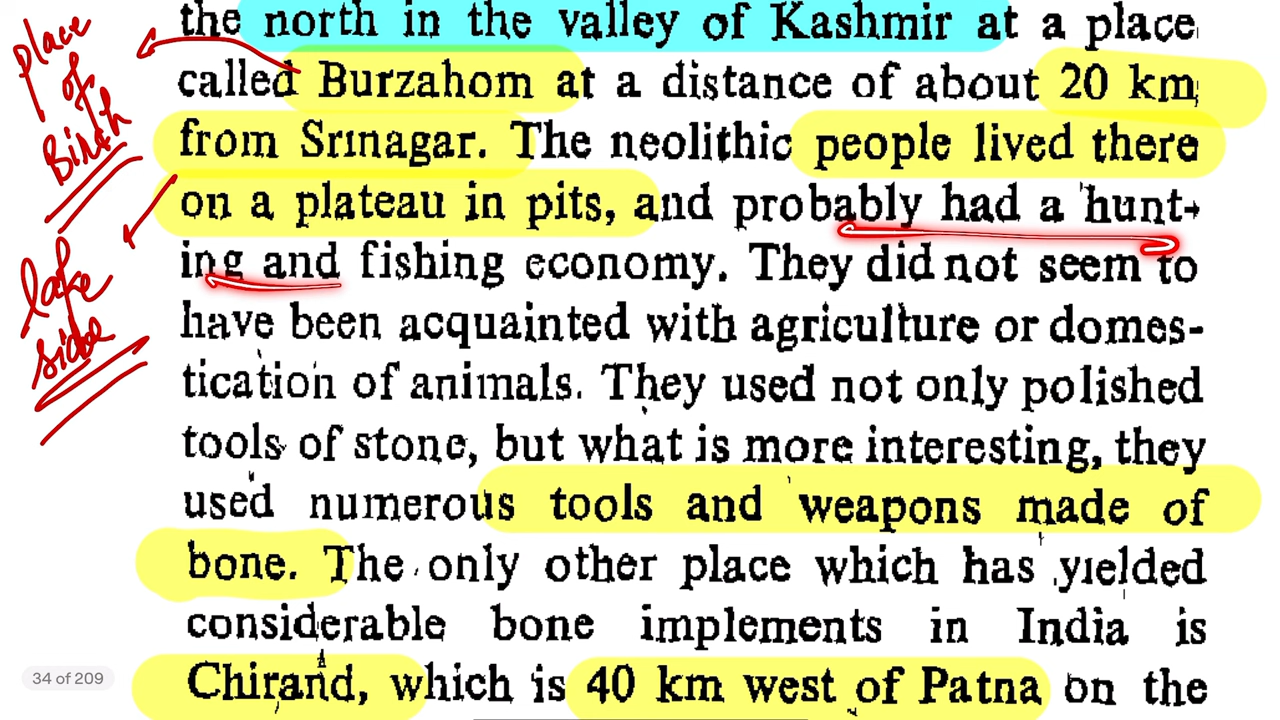 the north in the valley of Kashmir at a place
called Burzahom at a distance of about 20 km
from Srinagar. The neolithic people lived there
on a plateau in pits, and probably had a hunt-
ing and fishing economy. They did not seem to
have been acquainted with agriculture or domes-
tication of animals. They used not only polished
tools of stone, but what is more interesting, they
used numerous tools and weapons made of
bone. The only other place which has yielded
considerable bone implements in India is
Chirand, which is 40 km west of Patna on the
place
of
Birth
lake
side
34 of 209